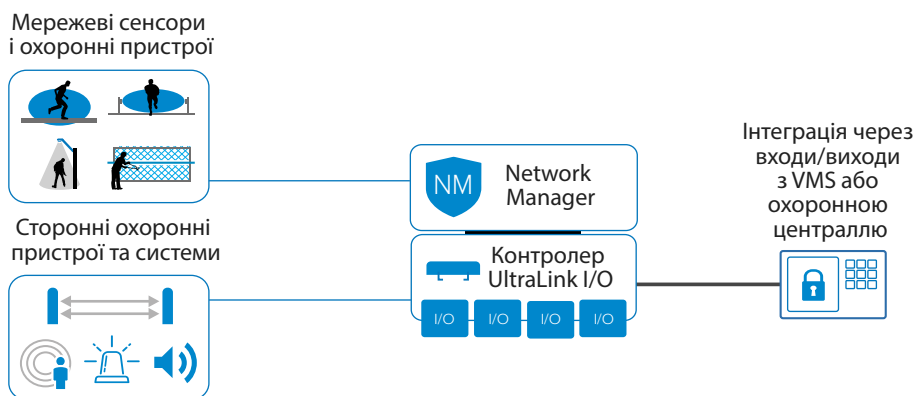 Мережеві сенсори
і охоронні пристрої
Сторонні охоронні
пристрої та системи
NM
Network
Manager
Контролер
UltraLink I/O
I/O
I/O
I/O
I/O
Інтеграція через
входи/виходи
з VMS або
охоронною
централлю